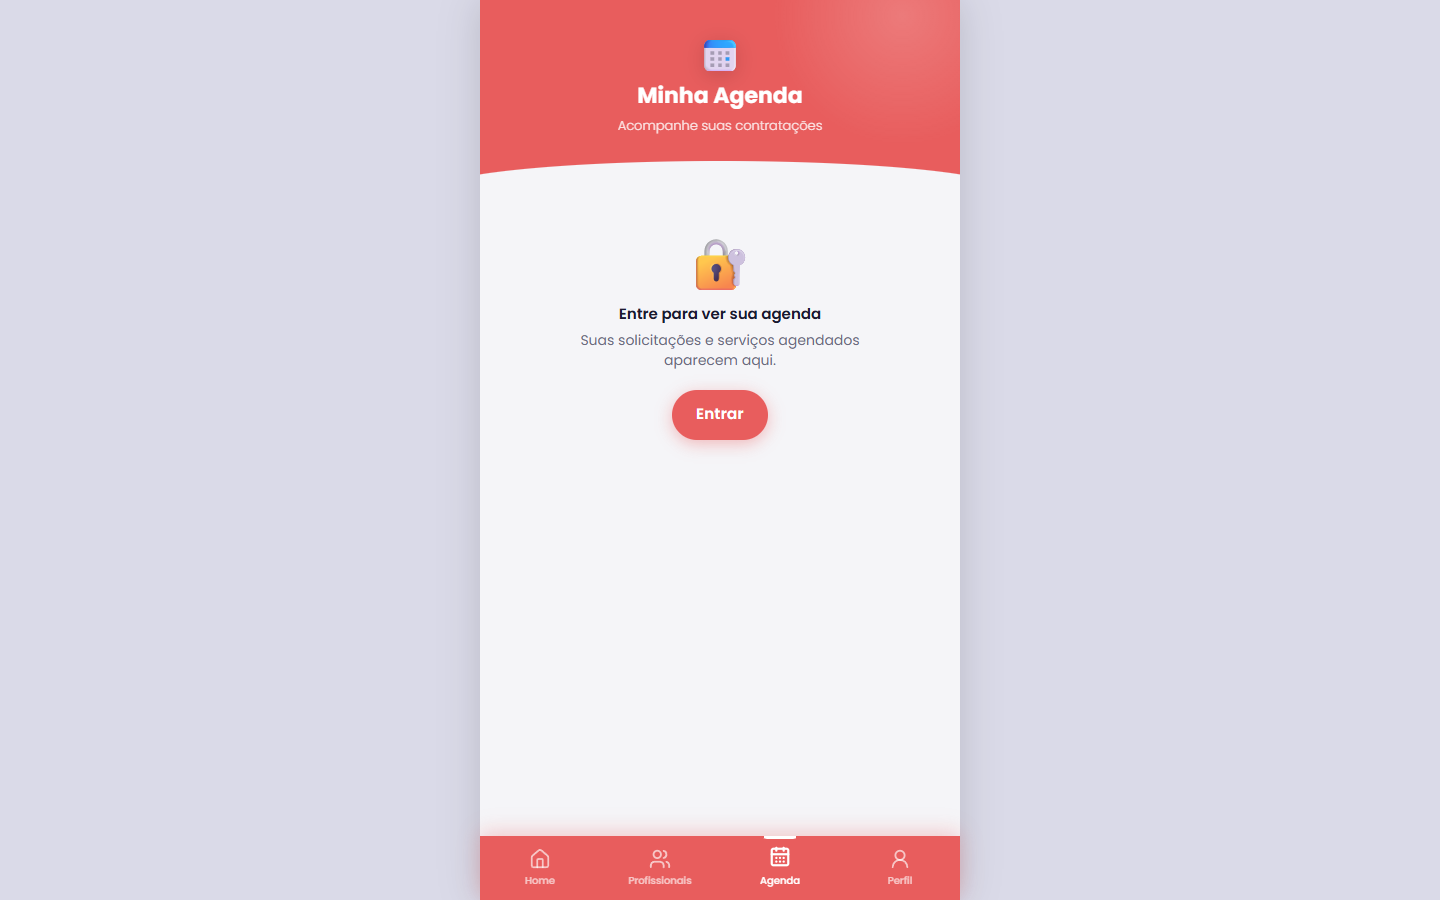 Minha Agenda
Acompanhe suas contratações
Entre para ver sua agenda
Suas solicitações e serviços agendados
aparecem aqui.
Entrar
Home
Profissionais
Agenda
Perfil